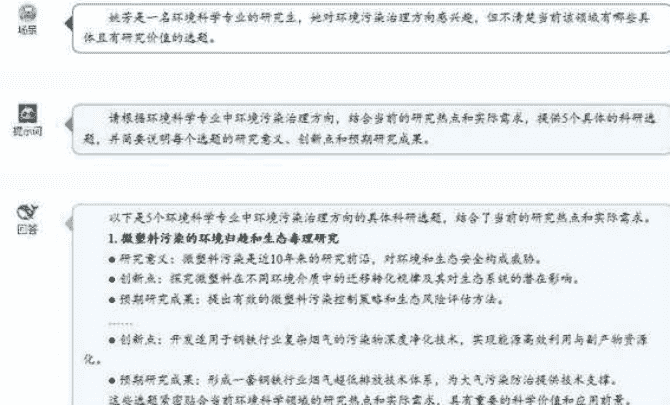 场景
姚芳是一名环境科学专业的研究生，她对环境污染治理方向感兴趣，但不清楚当前该领域有哪些具
体且有研究价值的选题。
提示词
请根据环境科学专业中环境污染治理方向，结合当前的研究热点和实际需求，提供5个具体的科研选
题，并简要说明每个选题的研究意义、创新点和预期研究成果。
回答
以下是5个环境科学专业中环境污染治理方向的具体科研选题，结合了当前的研究热点和实际需求。
1. 微塑料污染的环境归趋和生态毒理研究
● 研究意义：微塑料污染是近10年来的研究前沿，对环境和生态安全构成威胁。
● 创新点：探究微塑料在不同环境介质中的迁移转化规律及其对生态系统的潜在影响。
● 预期研究成果：提出有效的微塑料污染控制策略和生态风险评估方法。
……
● 创新点：开发适用于钢铁行业复杂烟气的污染物深度净化技术，实现能源高效利用与副产物资源
化。
● 预期研究成果：形成一套钢铁行业烟气超低排放技术体系，为大气污染防治提供技术支撑。
这些选题紧密贴合当前环境科学领域的研究热点和实际需求，具有重要的科学价值和应用前景。